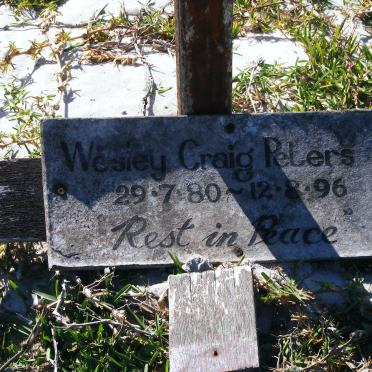 Wesley Craig Peters
29·7·80 ~ 12·8·96
"Rest in Peace"